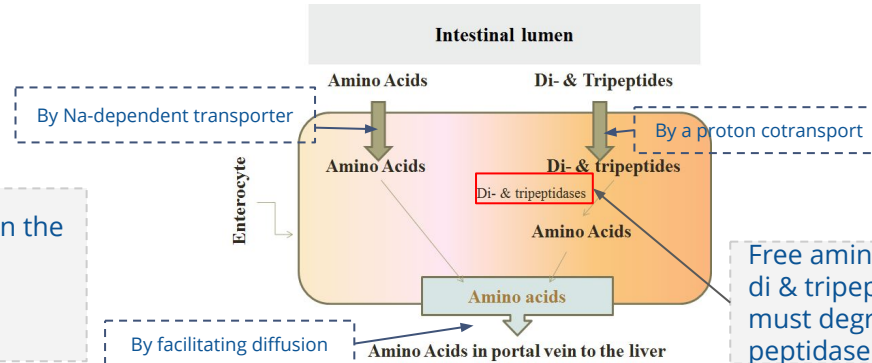 Intestinal lumen
Amino Acids
Di- & Tripeptides
By Na-dependent transporter
By a proton cotransport
Enterocyte
Amino Acids
Di- & tripeptides
Di- & tripeptidases
Amino Acids
n the
Free amin
di & tripep
must degr
peptidase
Amino acids
By facilitating diffusion
Amino Acids in portal vein to the liver